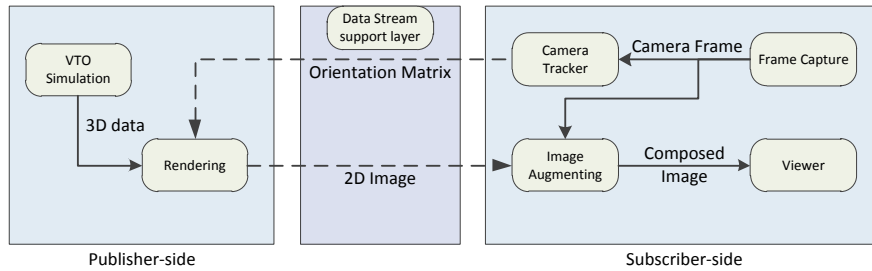 Data Stream
support layer
VTO
Simulation
Camera
Tracker
Camera Frame
Frame Capture
Orientation Matrix
3D data
Rendering
2D Image
Image
Augmenting
Composed
Image
Viewer
Publisher-side
Subscriber-side